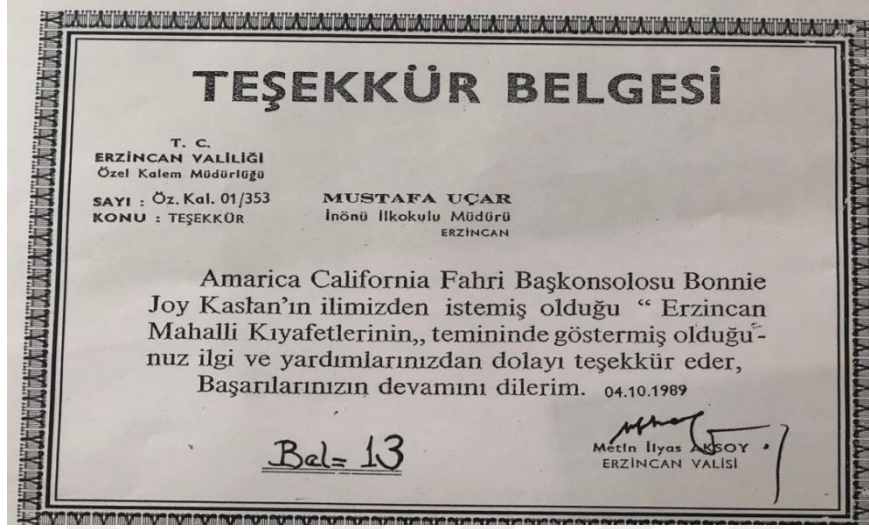 TEŞEKKÜR BELGESİ
T. C.
ERZİNCAN VALİLİĞİ
Özel Kalem Müdürlüğü
SAYI : Öz. Kal. 01/353
KONU : TEŞEKKÜR
MUSTAFA UÇAR
İnönü İlkokulu Müdürü
ERZİNCAN
Amarica California Fahri Başkonsolosu Bonnie
Joy Kaslan'ın ilimizden istemiş olduğu “ Erzincan
Mahalli Kıyafetlerinin,, temininde göstermiş olduğu-
nuz ilgi ve yardımlarınızdan dolayı teşekkür eder,
Başarılarınızın devamını dilerim. 04.10.1989
Bel= 13
Metin İlyas AKSOY
ERZİNCAN VALİSİ